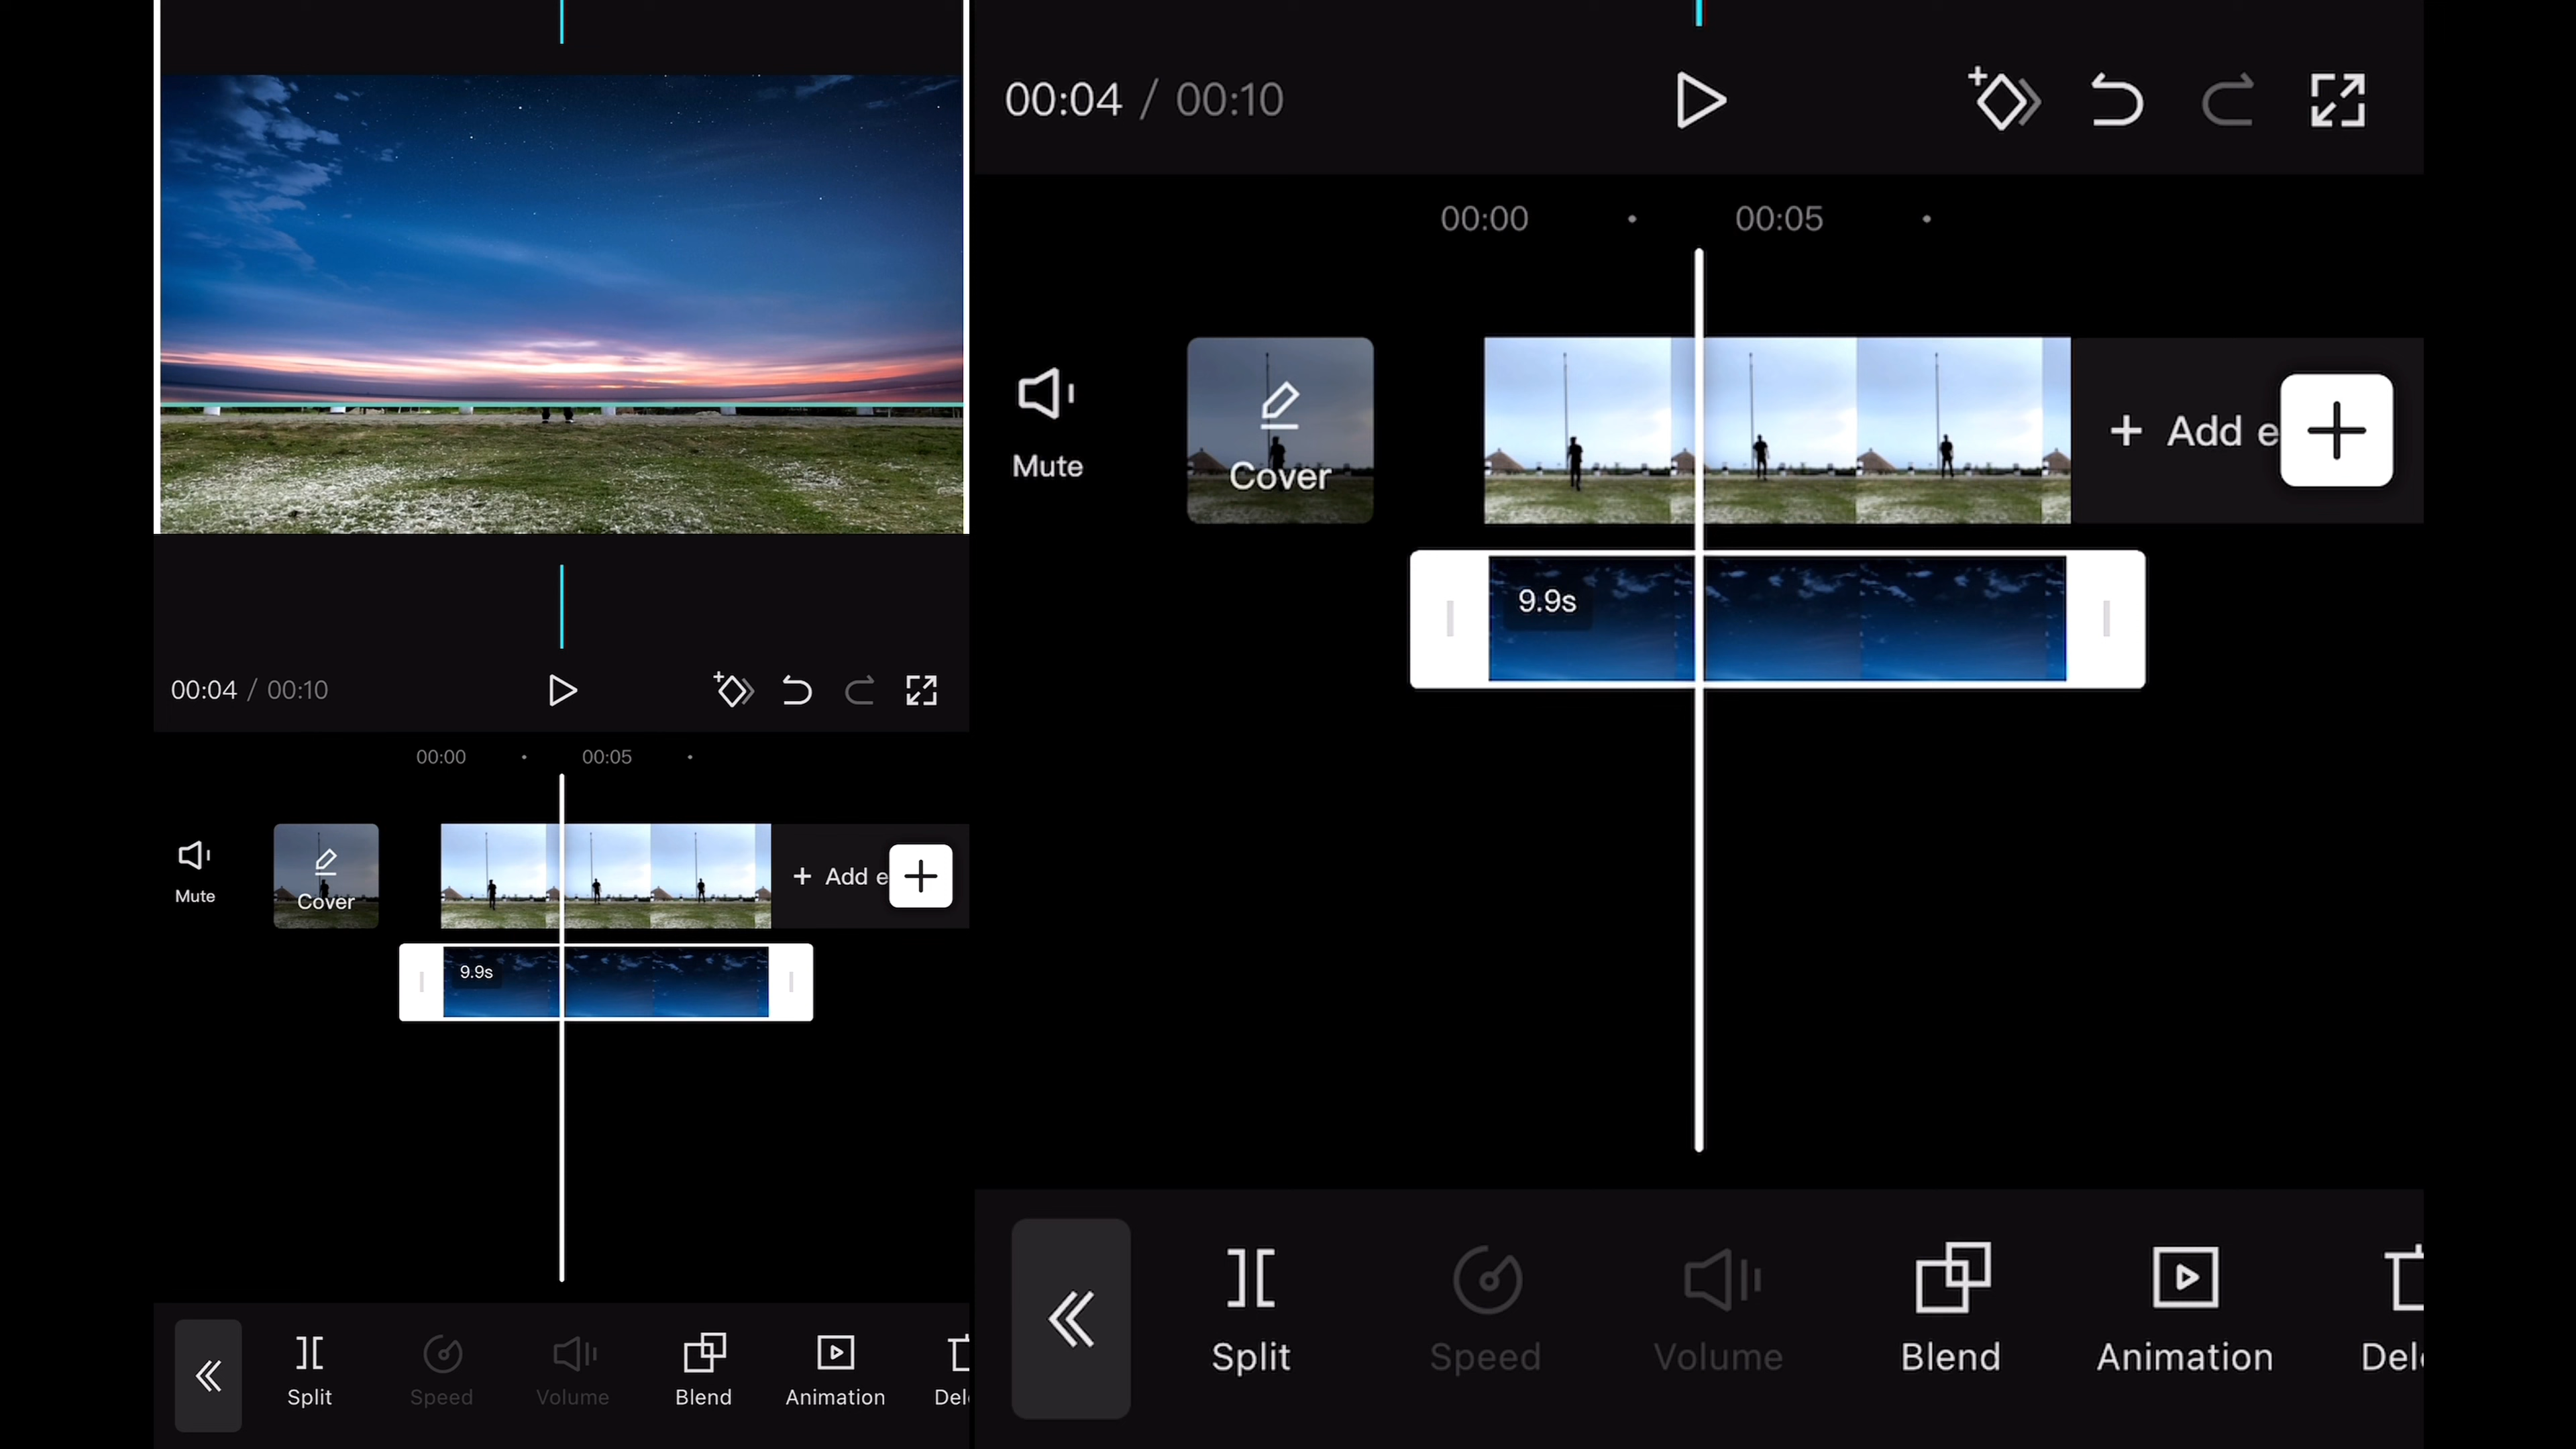 00:04 / 00:10
00:00 00:05
Mute
Cover
+ Add e
9.9s
Split
Speed
Volume
Blend
Animation
Del
00:04 / 00:10
00:00 00:05
Mute
Cover
+ Add e
9.9s
Split
Speed
Volume
Blend
Animation
Dele